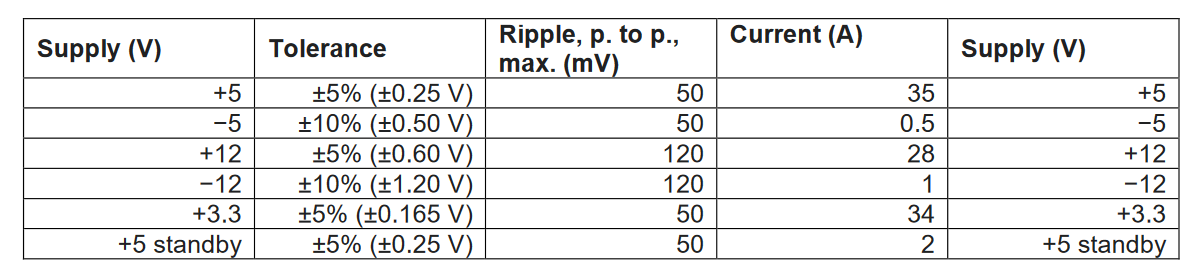 Supply (V) Tolerance Ripple, p. to p., max. (mV) Current (A) Supply (V)
+5 ±5% (±0.25 V) 50 35 +5
−5 ±10% (±0.50 V) 50 0.5 −5
+12 ±5% (±0.60 V) 120 28 +12
−12 ±10% (±1.20 V) 120 1 −12
+3.3 ±5% (±0.165 V) 50 34 +3.3
+5 standby ±5% (±0.25 V) 50 2 +5 standby